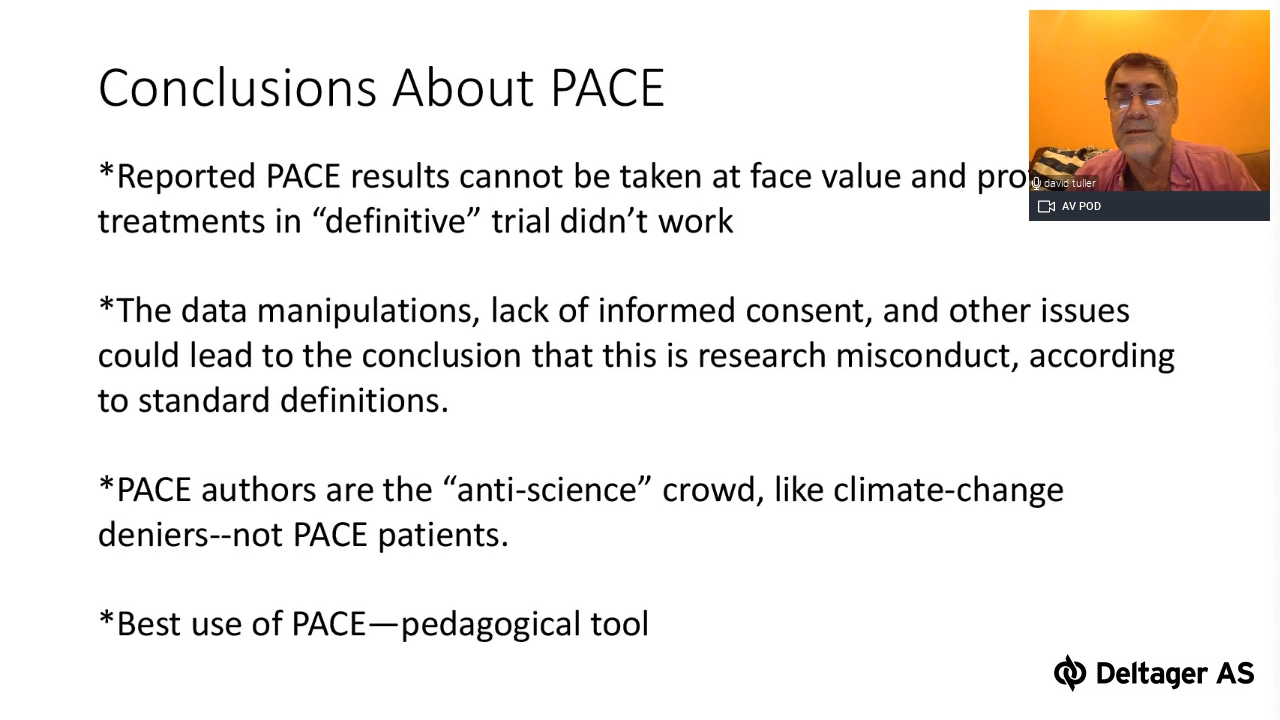 Conclusions About PACE
*Reported PACE results cannot be taken at face value and
treatments in “definitive” trial didn’t work
*The data manipulations, lack of informed consent, and other issues
could lead to the conclusion that this is research misconduct, according
to standard definitions.
*PACE authors are the “anti-science” crowd, like climate-change
deniers--not PACE patients.
*Best use of PACE—pedagogical tool
david tuller
AV POD
Deltager AS